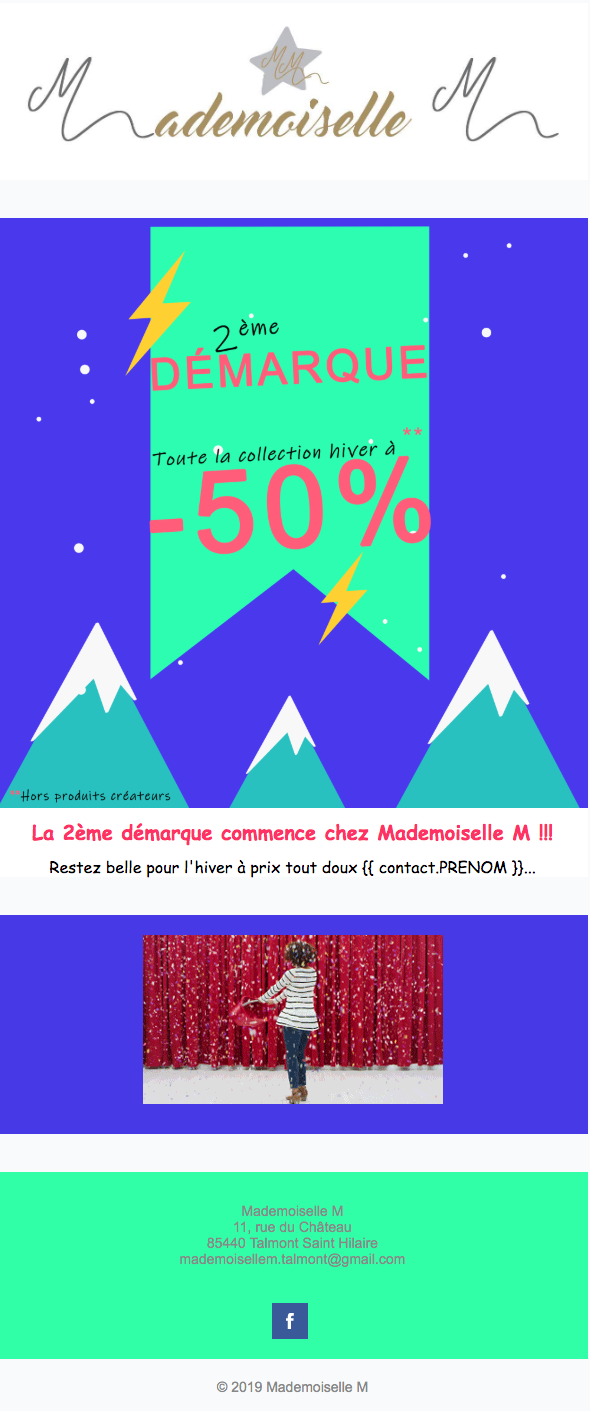 MM
Mademoiselle M
2ème
DÉMARQUE
**
Toute la collection hiver à
-50%
**Hors produits créateurs
La 2ème démarque commence chez Mademoiselle M !!!
Restez belle pour l'hiver à prix tout doux {{ contact.PRENOM }}...
Mademoiselle M
11, rue du Château
85440 Talmont Saint Hilaire
mademoisellem.talmont@gmail.com
f
© 2019 Mademoiselle M